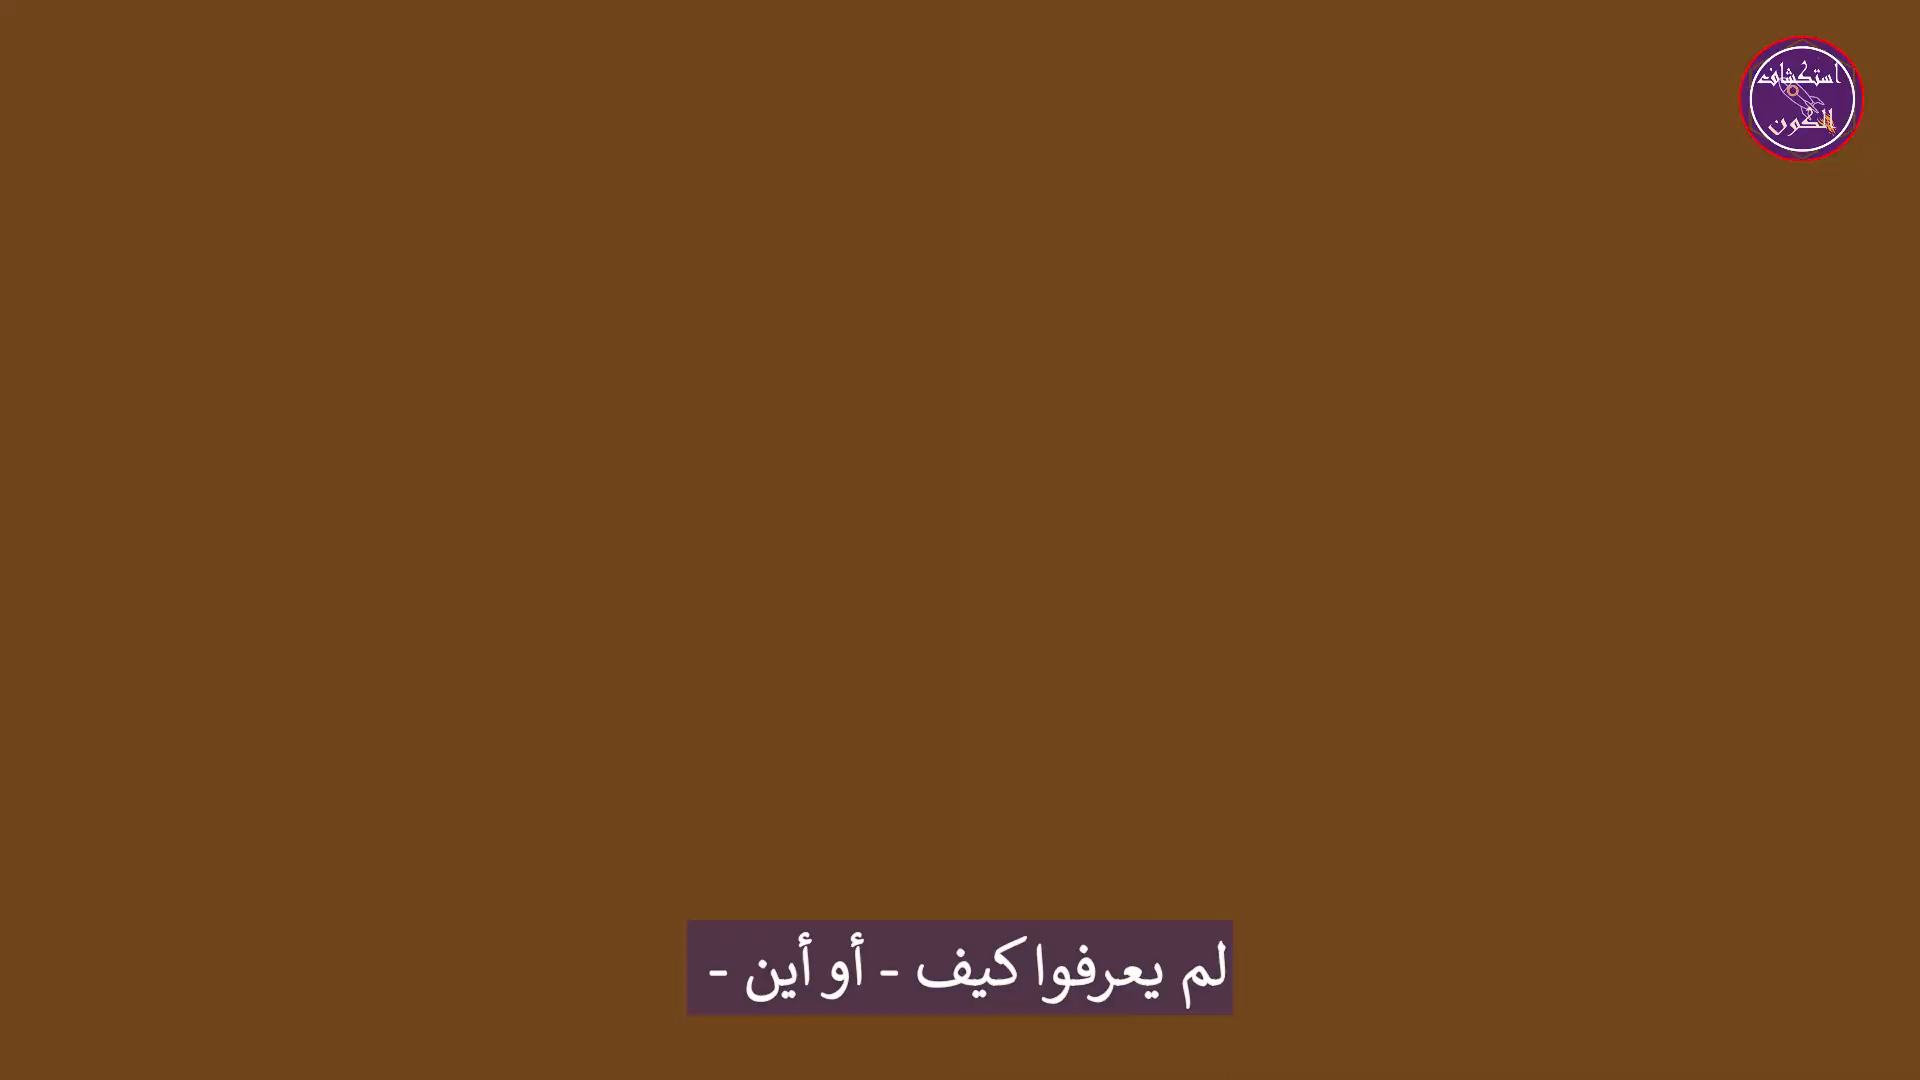 استكشاف
الكون
لم يعرفوا كيف - أو أين -